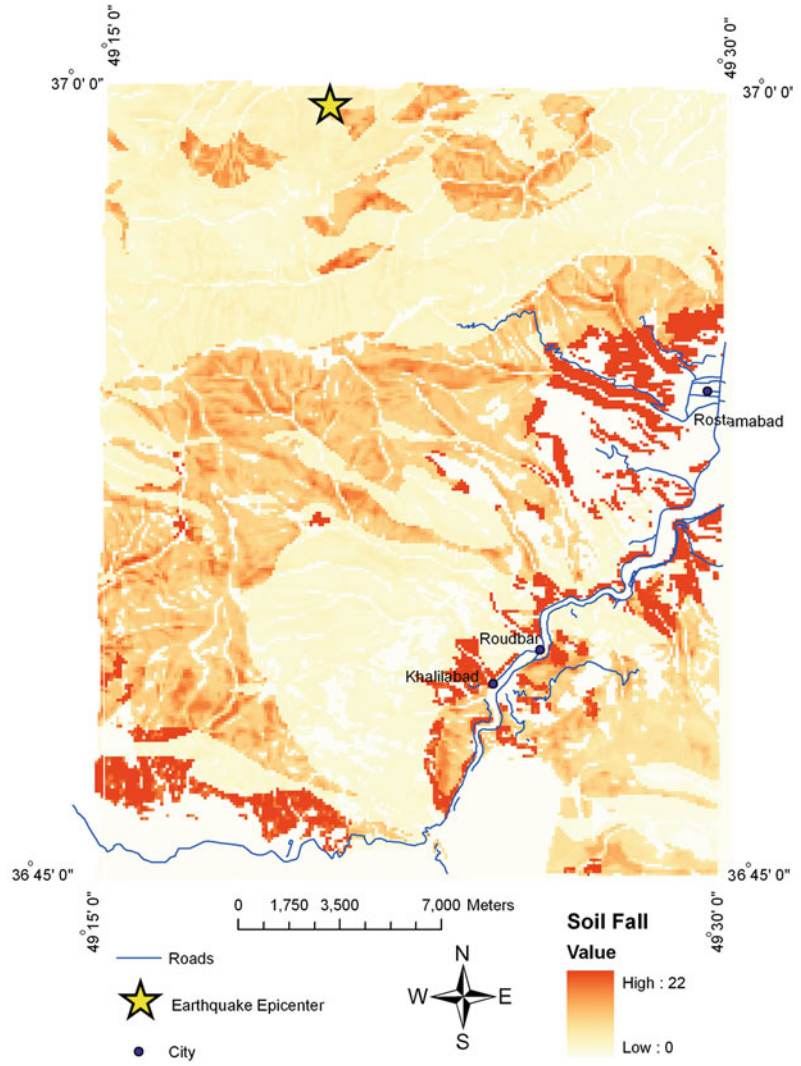 49° 15' 0"
49° 30' 0"
37° 0' 0"
37° 0' 0"
Rostamabad
Roudbar
Khalilabad
36° 45' 0"
36° 45' 0"
49° 15' 0"
49° 30' 0"
0 1,750 3,500 7,000 Meters
Soil Fall
Value
High : 22
Low : 0
Roads
Earthquake Epicenter
City
N
W E
S